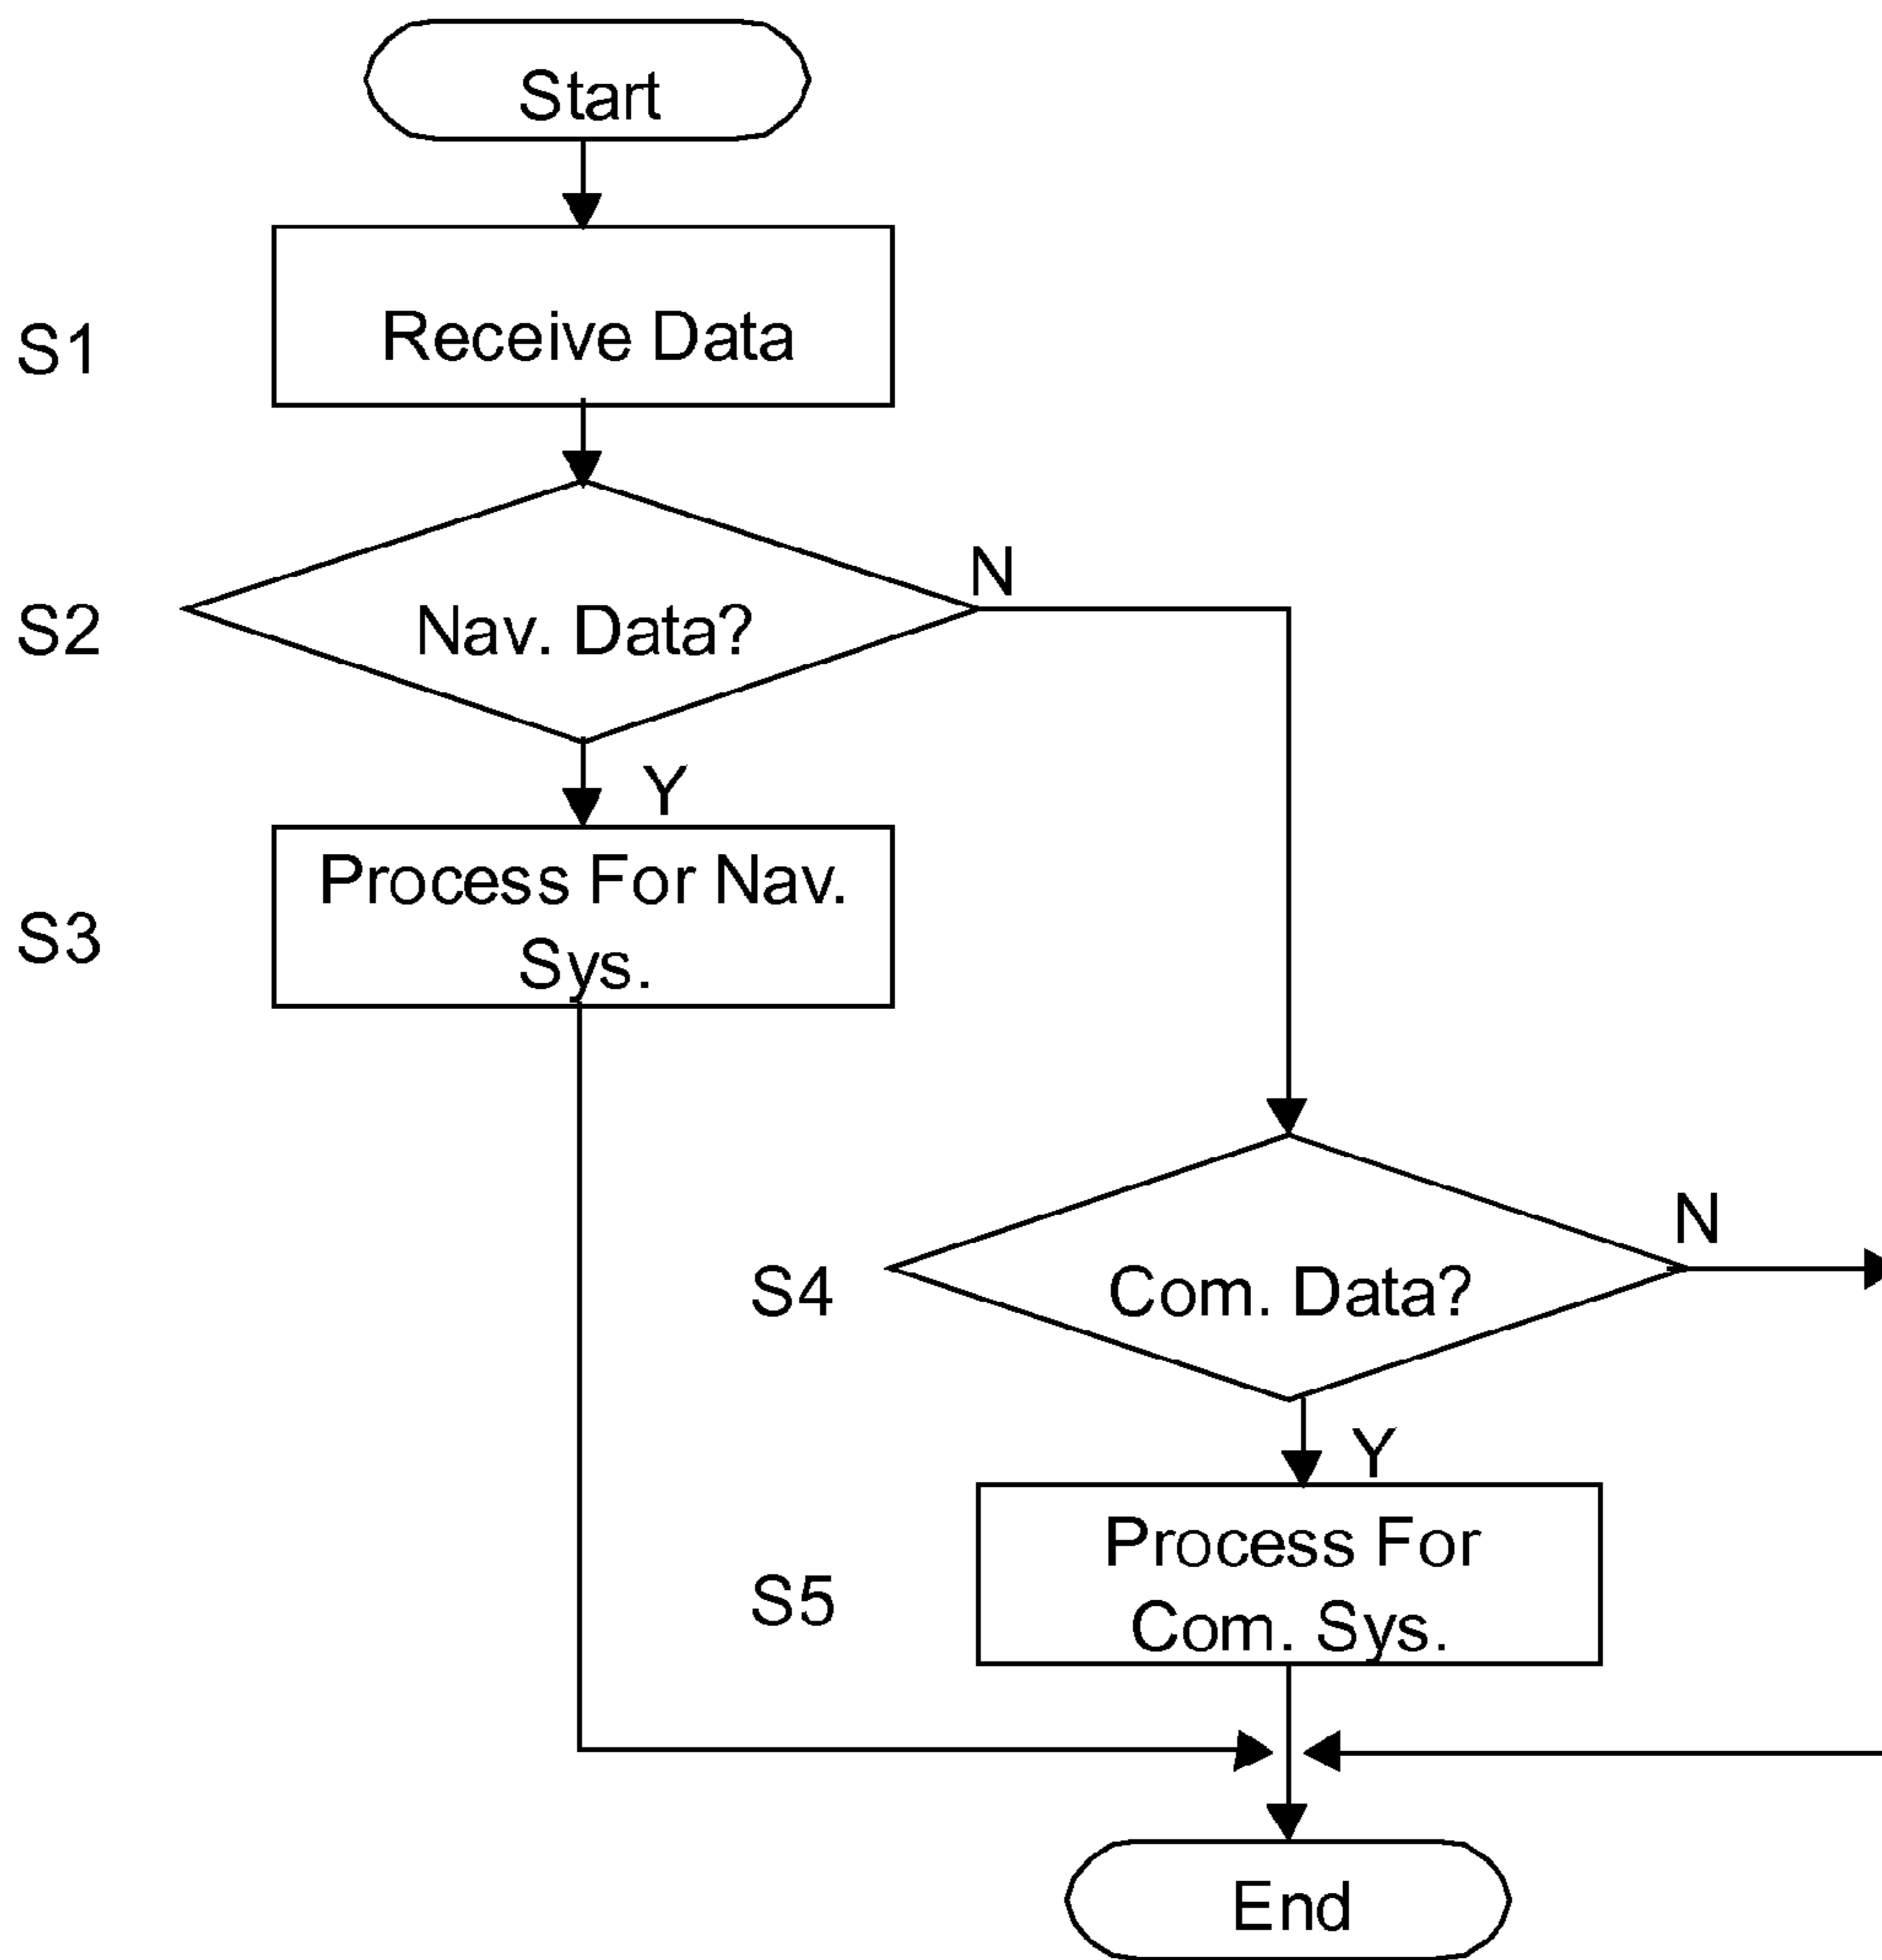 Start
S1
Receive Data
N
S2
Nav. Data?
Y
Process For Nav.
S3
Sys.
N
S4
Com. Data?
Y
Process For
S5
Com. Sys.
End